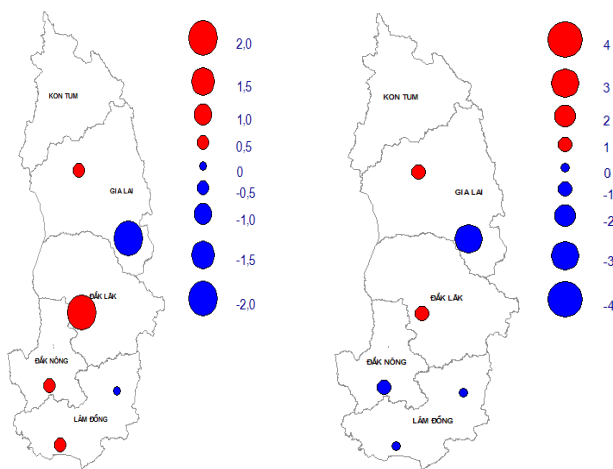 2.0
1.5
KON TUM
1.0
0.5
0
GIA LAI
-0.5
-1.0
-1.5
ĐẮK LẮK
-2.0
ĐẮK NÔNG
LÂM ĐỒNG
4
3
KON TUM
2
1
0
GIA LAI
-1
-2
-3
ĐẮK LẮK
-4
ĐẮK NÔNG
LÂM ĐỒNG